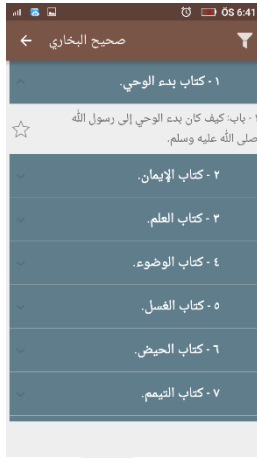 ÖS 6:41
صحيح البخاري
١ - كتاب بدء الوحي.
١ - باب: كيف كان بدء الوحي إلى رسول الله
صلى الله عليه وسلم.
٢ - كتاب الإيمان.
٣ - كتاب العلم.
٤ - كتاب الوضوء.
٥ - كتاب الغسل.
٦ - كتاب الحيض.
٧ - كتاب التيمم.